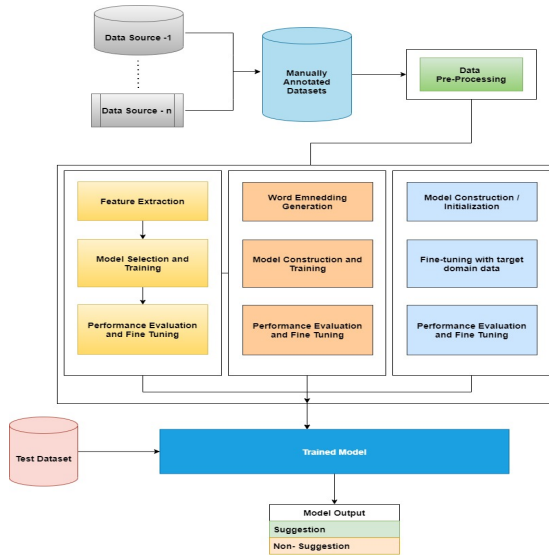 Data Source -1
Data Source - n
Manually
Annotated
Datasets
Data
Pre-Processing
Feature Extraction
Model Selection and
Training
Performance Evaluation
and Fine Tuning
Word Emnedding
Generation
Model Construction and
Training
Performance Evaluation
and Fine Tuning
Model Construction /
Initialization
Fine-tuning with target
domain data
Performance Evaluation
and Fine Tuning
Test Dataset
Trained Model
Model Output
Suggestion
Non- Suggestion